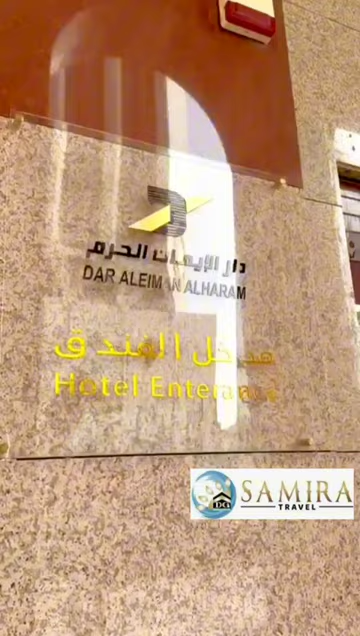 دار الإيمان الحرم
DAR ALEIMAN ALHARAM
مدخل الفندق
Hotel Enterance
SAMIRA
TRAVEL